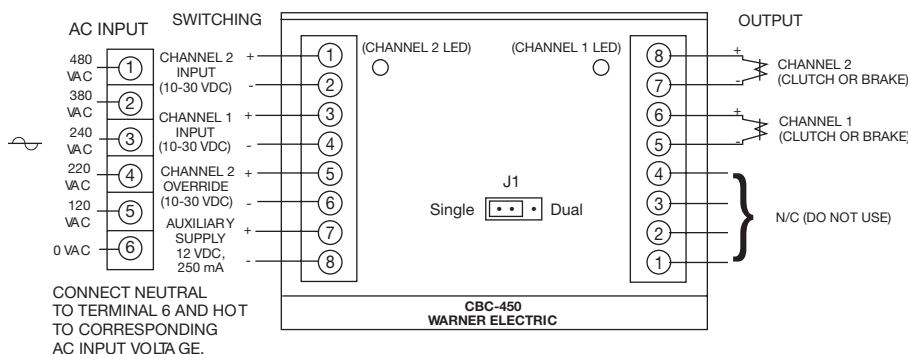 AC INPUT
480
VAC
1
380
VAC
2
240
VAC
3
220
VAC
4
120
VAC
5
0 VAC
6
CONNECT NEUTRAL
TO TERMINAL 6 AND HOT
TO CORRESPONDING
AC INPUT VOLTAGE.
SWITCHING
CHANNEL 2 +
INPUT
(10-30 VDC) -
CHANNEL 1 +
INPUT
(10-30 VDC) -
CHANNEL 2 +
OVERRIDE
(10-30 VDC) -
AUXILIARY
SUPPLY +
12 VDC,
250 mA -
1
2
3
4
5
6
7
8
(CHANNEL 2 LED)
(CHANNEL 1 LED)
J1
Single
Dual
CBC-450
WARNER ELECTRIC
OUTPUT
8
7
6
5
4
3
2
1
+
-
CHANNEL 2
(CLUTCH OR BRAKE)
+
-
CHANNEL 1
(CLUTCH OR BRAKE)
N/C (DO NOT USE)